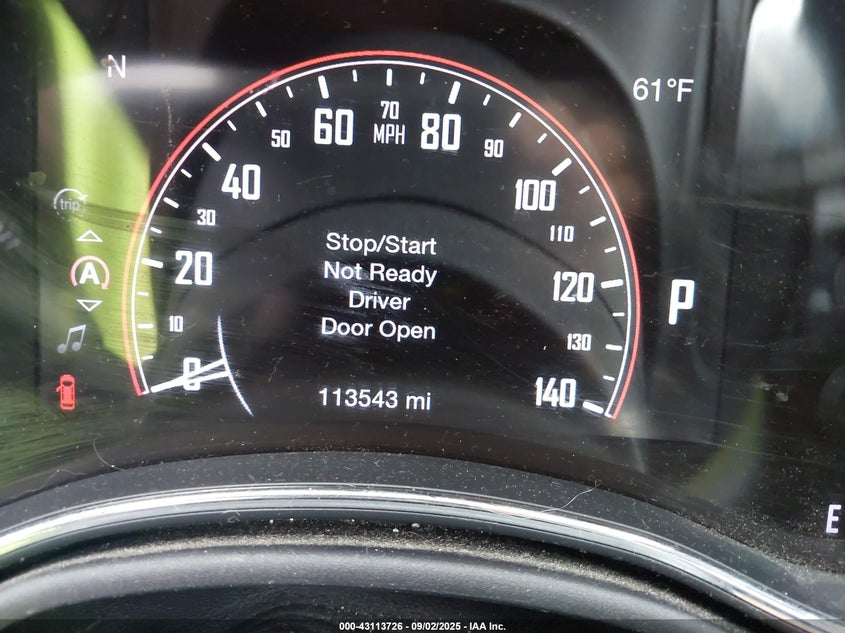 N
61°F
trip
A
0
10
20
30
40
50
60
70
MPH
80
90
100
110
120
130
140
Stop/Start
Not Ready
Driver
Door Open
113543 mi
P
E
000-43113726 - 09/02/2025 - IAA Inc.